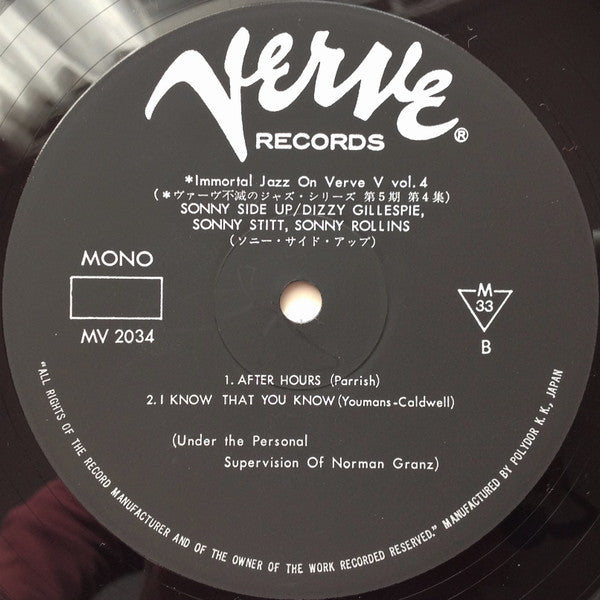 Verve
RECORDS®
*Immortal Jazz On Verve V vol.4
(*ヴァーヴ不滅のジャズ・シリーズ 第5期 第4集)
SONNY SIDE UP/DIZZY GILLESPIE,
SONNY STITT, SONNY ROLLINS
(ソニー・サイド・アップ)
MONO
MV 2034
M
33
B
1. AFTER HOURS (Parrish)
2. I KNOW THAT YOU KNOW (Youmans-Caldwell)
(Under the Personal
Supervision Of Norman Granz)
"ALL RIGHTS OF THE RECORD MANUFACTURER AND OF THE OWNER OF THE WORK RECORDED RESERVED." MANUFACTURED BY POLYDOR K. K., JAPAN